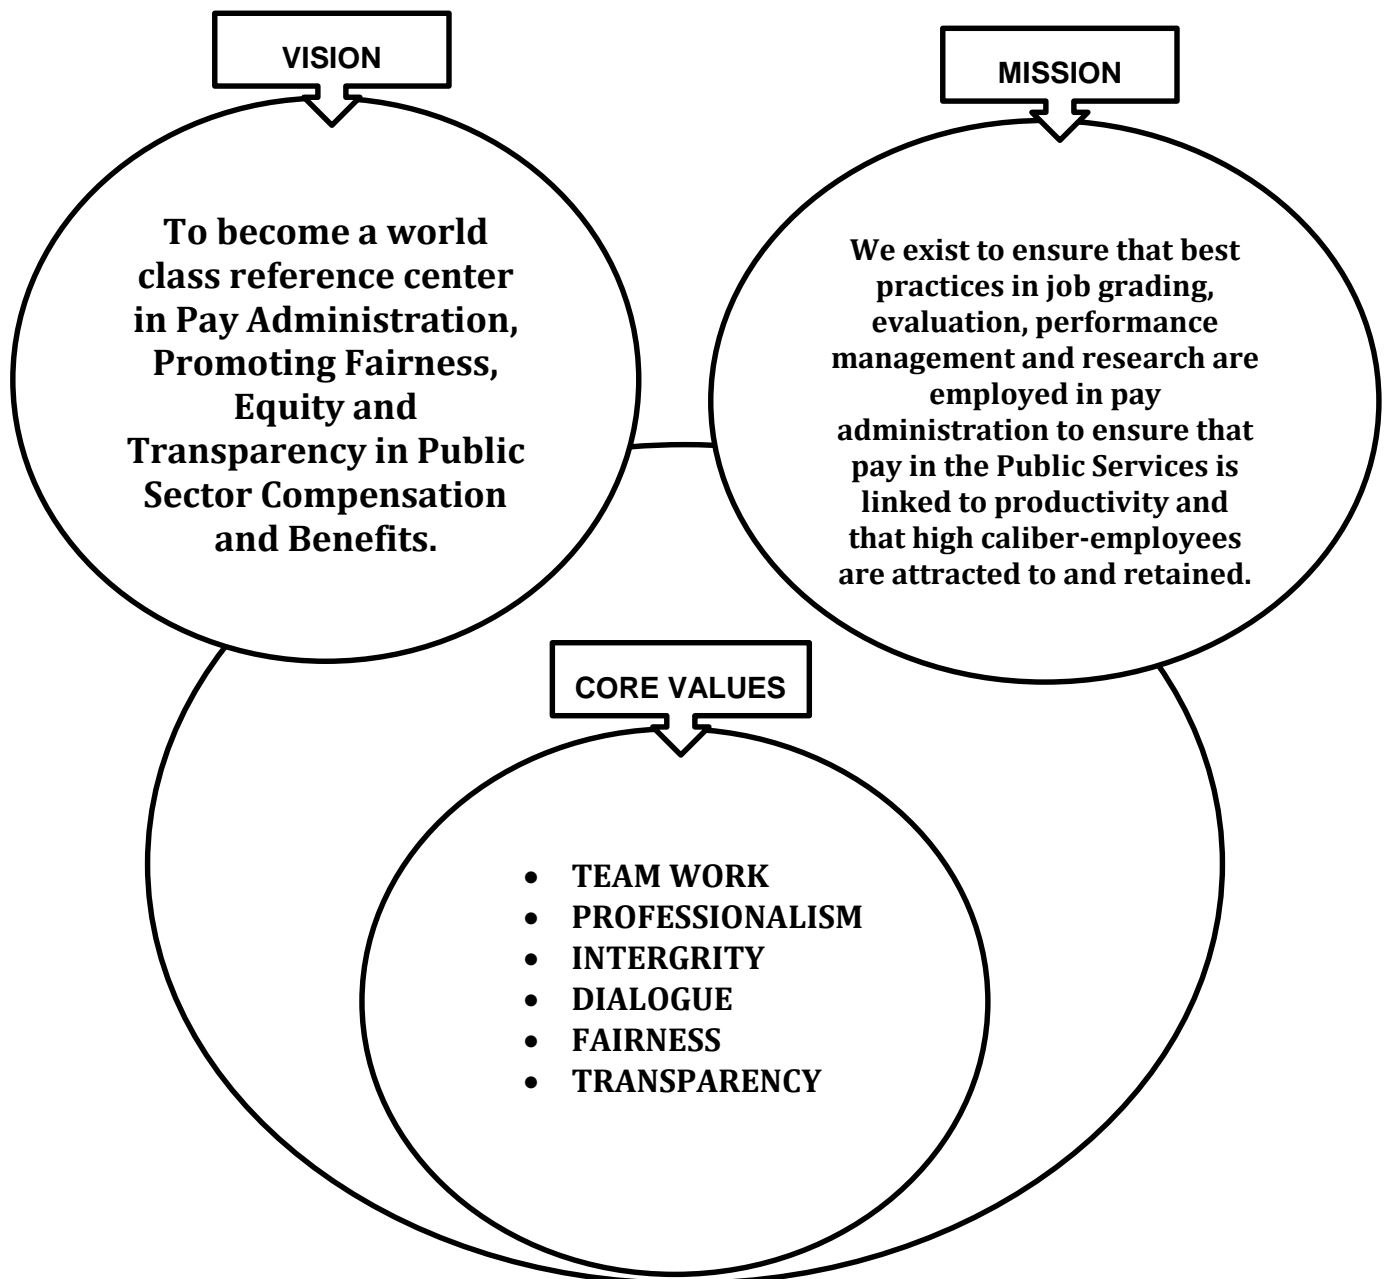 VISION
To become a world
class reference center
in Pay Administration,
Promoting Fairness,
Equity and
Transparency in Public
Sector Compensation
and Benefits.
MISSION
We exist to ensure that best
practices in job grading,
evaluation, performance
management and research are
employed in pay
administration to ensure that
pay in the Public Services is
linked to productivity and
that high caliber-employees
are attracted to and retained.
CORE VALUES
• TEAM WORK
• PROFESSIONALISM
• INTERGRITY
• DIALOGUE
• FAIRNESS
• TRANSPARENCY